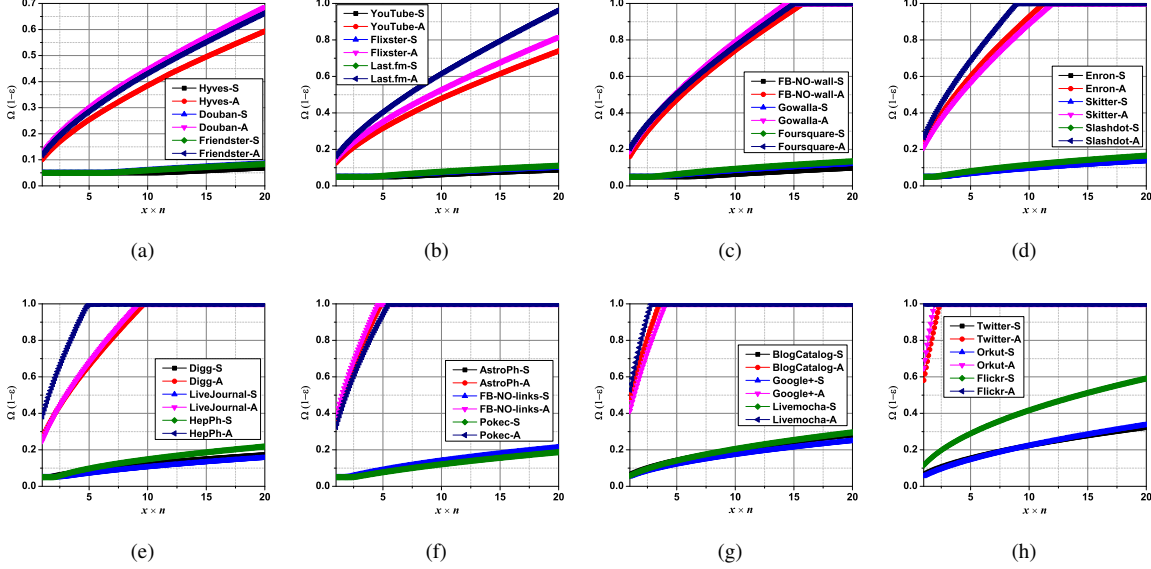 0.7
0.6
0.5
0.4
0.3
0.2
0.1
0.0
Ω (1−ε)
Hyves-S
Hyves-A
Douban-S
Douban-A
Friendster-S
Friendster-A
5 10 15 20
x × n
(a)
1.0
0.8
0.6
0.4
0.2
0.0
Ω (1−ε)
YouTube-S
YouTube-A
Flixster-S
Flixster-A
Last.fm-S
Last.fm-A
5 10 15 20
x × n
(b)
1.0
0.8
0.6
0.4
0.2
0.0
Ω (1−ε)
FB-NO-wall-S
FB-NO-wall-A
Gowalla-S
Gowalla-A
Foursquare-S
Foursquare-A
5 10 15 20
x × n
(c)
1.0
0.8
0.6
0.4
0.2
0.0
Ω (1−ε)
Enron-S
Enron-A
Skitter-S
Skitter-A
Slashdot-S
Slashdot-A
5 10 15 20
x × n
(d)
1.0
0.8
0.6
0.4
0.2
0.0
Ω (1−ε)
Digg-S
Digg-A
LiveJournal-S
LiveJournal-A
HepPh-S
HepPh-A
5 10 15 20
x × n
(e)
1.0
0.8
0.6
0.4
0.2
0.0
Ω (1−ε)
AstroPh-S
AstroPh-A
FB-NO-links-S
FB-NO-links-A
Pokec-S
Pokec-A
5 10 15 20
x × n
(f)
1.0
0.8
0.6
0.4
0.2
0.0
Ω (1−ε)
BlogCatalog-S
BlogCatalog-A
Google+-S
Google+-A
Livemocha-S
Livemocha-A
5 10 15 20
x × n
(g)
1.0
0.8
0.6
0.4
0.2
0.0
Ω (1−ε)
Twitter-S
Twitter-A
Orkut-S
Orkut-A
Flickr-S
Flickr-A
5 10 15 20
x × n
(h)